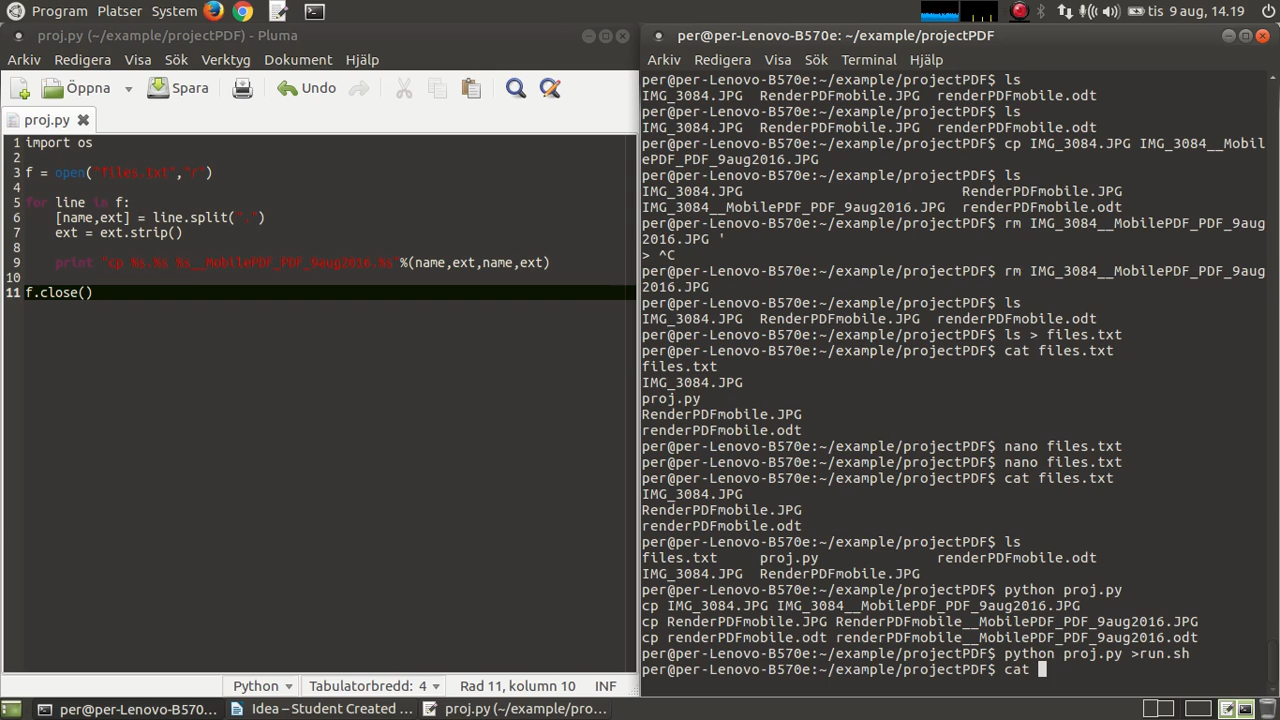 Program Platser System tis 9 aug, 14.19
proj.py (~/example/projectPDF) - Pluma
Arkiv Redigera Visa Sök Verktyg Dokument Hjälp
Öppna Spara Undo
proj.py
1 import os
2
3 f = open("files.txt","r")
4
5 for line in f:
6 [name,ext] = line.split(".")
7 ext = ext.strip()
8
9 print "cp %s.%s %s__MobilePDF_PDF_9aug2016.%s"%(name,ext,name,ext)
10
11 f.close()
Python Tabulatorbredd: 4 Rad 11, kolumn 10 INF
per@per-Lenovo-B570e: ~/example/projectPDF
Arkiv Redigera Visa Sök Terminal Hjälp
per@per-Lenovo-B570e:~/example/projectPDF$ ls
IMG_3084.JPG RenderPDFmobile.JPG renderPDFmobile.odt
per@per-Lenovo-B570e:~/example/projectPDF$ ls
IMG_3084.JPG RenderPDFmobile.JPG renderPDFmobile.odt
per@per-Lenovo-B570e:~/example/projectPDF$ cp IMG_3084.JPG IMG_3084__Mobil
ePDF_PDF_9aug2016.JPG
per@per-Lenovo-B570e:~/example/projectPDF$ ls
IMG_3084.JPG RenderPDFmobile.JPG
IMG_3084__MobilePDF_PDF_9aug2016.JPG renderPDFmobile.odt
per@per-Lenovo-B570e:~/example/projectPDF$ rm IMG_3084__MobilePDF_PDF_9aug
2016.JPG '
> ^C
per@per-Lenovo-B570e:~/example/projectPDF$ rm IMG_3084__MobilePDF_PDF_9aug
2016.JPG
per@per-Lenovo-B570e:~/example/projectPDF$ ls
IMG_3084.JPG RenderPDFmobile.JPG renderPDFmobile.odt
per@per-Lenovo-B570e:~/example/projectPDF$ ls > files.txt
per@per-Lenovo-B570e:~/example/projectPDF$ cat files.txt
files.txt
IMG_3084.JPG
proj.py
RenderPDFmobile.JPG
renderPDFmobile.odt
per@per-Lenovo-B570e:~/example/projectPDF$ nano files.txt
per@per-Lenovo-B570e:~/example/projectPDF$ nano files.txt
per@per-Lenovo-B570e:~/example/projectPDF$ cat files.txt
IMG_3084.JPG
RenderPDFmobile.JPG
renderPDFmobile.odt
per@per-Lenovo-B570e:~/example/projectPDF$ ls
files.txt proj.py renderPDFmobile.odt
IMG_3084.JPG RenderPDFmobile.JPG
per@per-Lenovo-B570e:~/example/projectPDF$ python proj.py
cp IMG_3084.JPG IMG_3084__MobilePDF_PDF_9aug2016.JPG
cp RenderPDFmobile.JPG RenderPDFmobile__MobilePDF_PDF_9aug2016.JPG
cp renderPDFmobile.odt renderPDFmobile__MobilePDF_PDF_9aug2016.odt
per@per-Lenovo-B570e:~/example/projectPDF$ python proj.py >run.sh
per@per-Lenovo-B570e:~/example/projectPDF$ cat
per@per-Lenovo-B570... Idea – Student Created ... proj.py (~/example/pro...